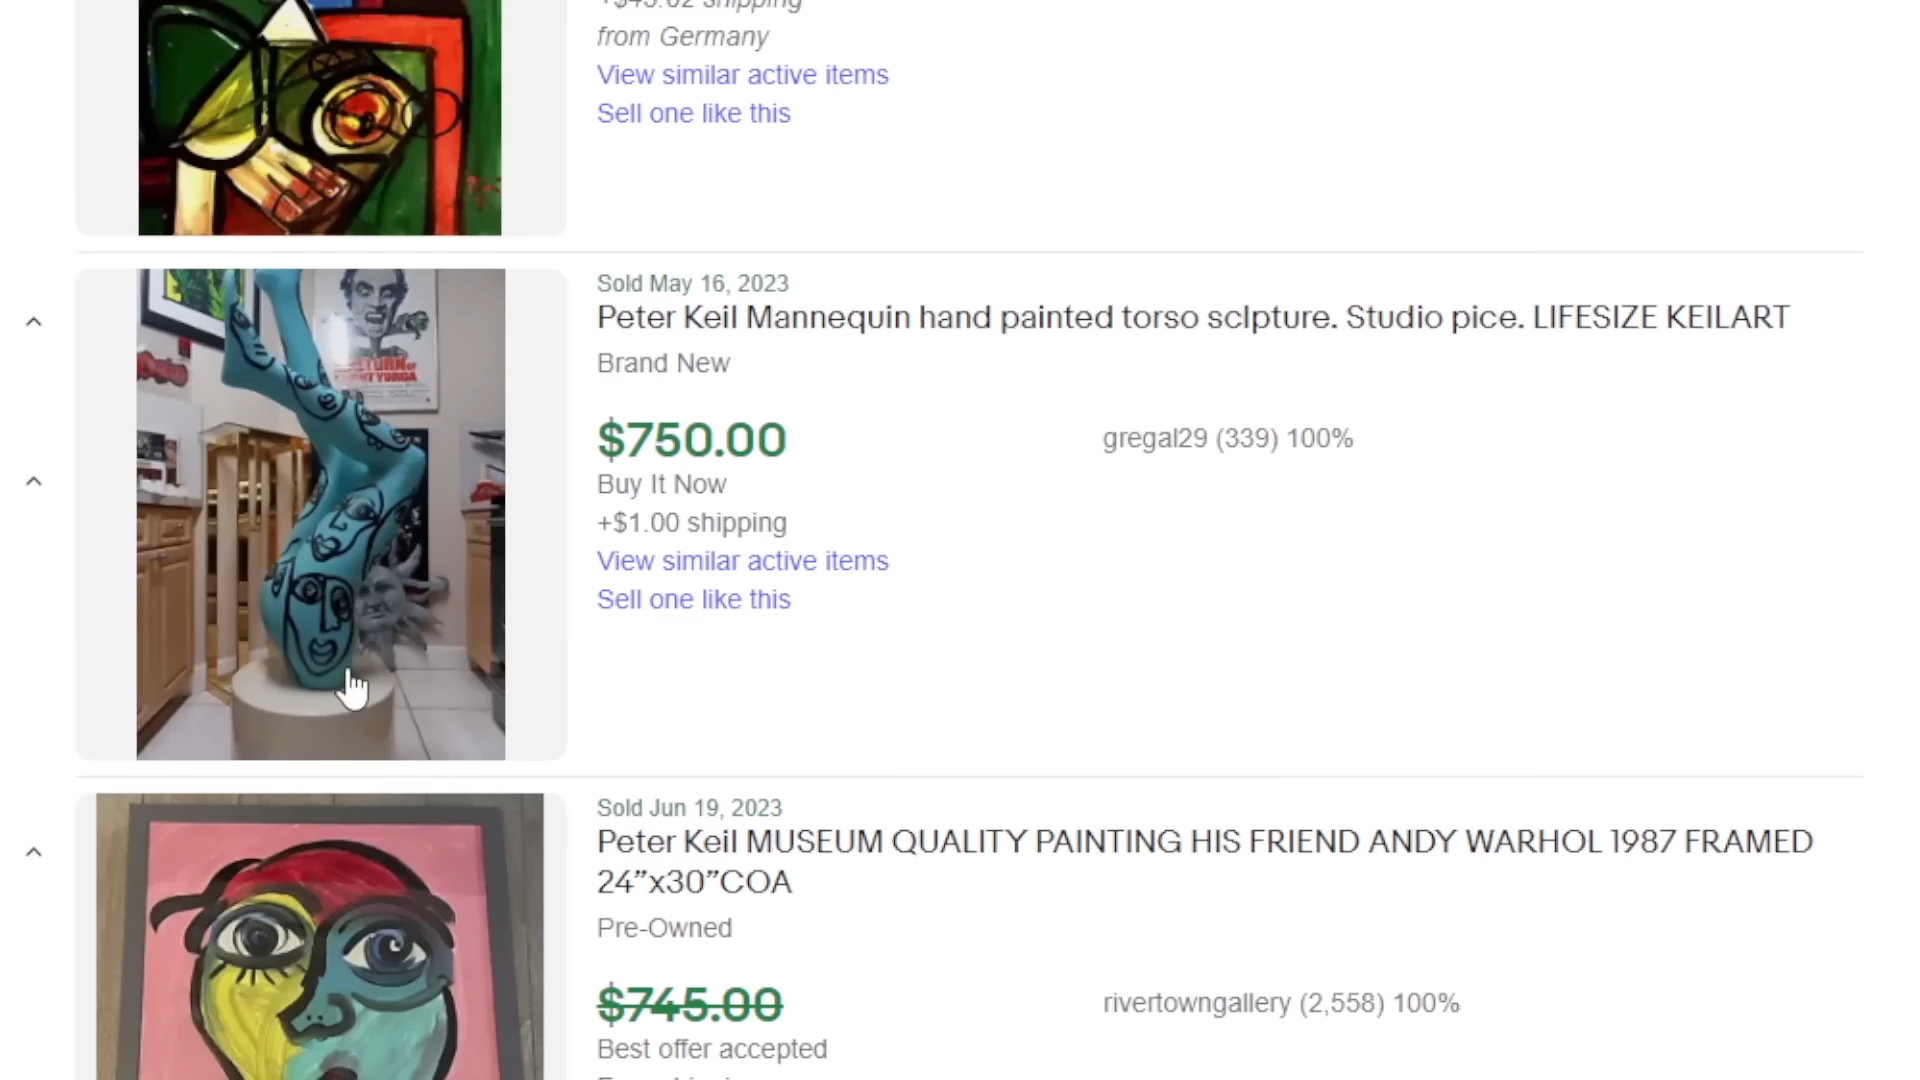 from Germany
View similar active items
Sell one like this
Sold May 16, 2023
Peter Keil Mannequin hand painted torso sclpture. Studio pice. LIFESIZE KEILART
Brand New
$750.00
gregal29 (339) 100%
Buy It Now
+$1.00 shipping
View similar active items
Sell one like this
Sold Jun 19, 2023
Peter Keil MUSEUM QUALITY PAINTING HIS FRIEND ANDY WARHOL 1987 FRAMED
24”x30”COA
Pre-Owned
$745.00
rivertowngallery (2,558) 100%
Best offer accepted